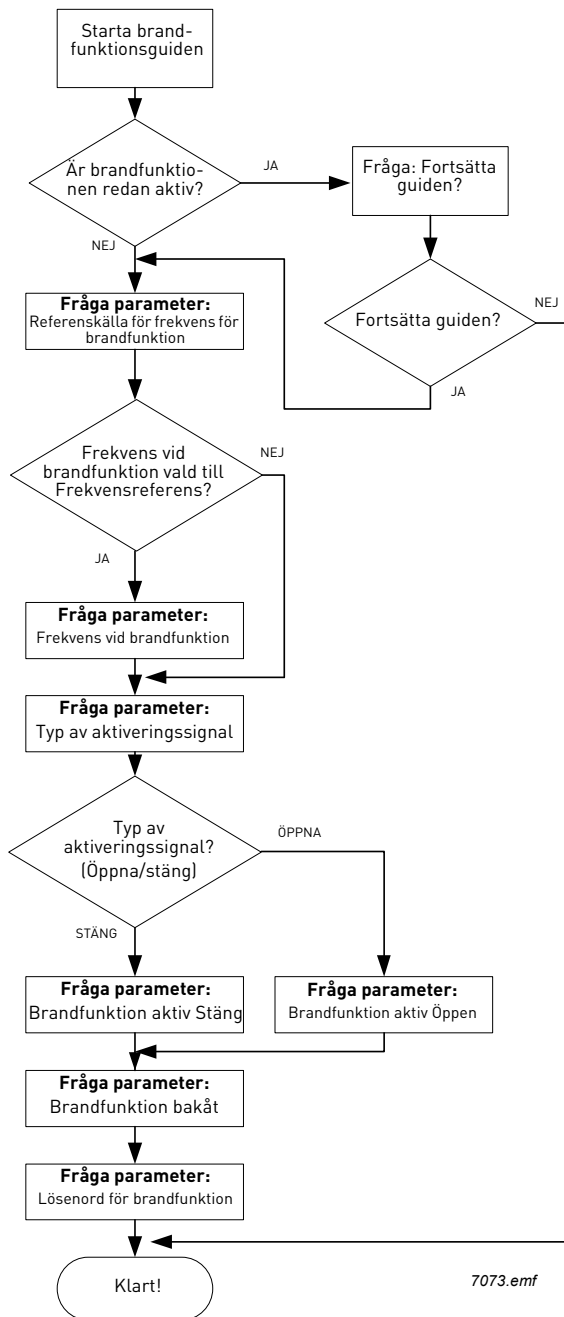 Starta brand-
funktionsguiden
Är brandfunktio-
nen redan aktiv?
JA
Fråga: Fortsätta
guiden?
NEJ
Fortsätta guiden?
NEJ
JA
Fråga parameter:
Referenskälla för frekvens för
brandfunktion
Frekvens vid
brandfunktion vald till
Frekvensreferens?
NEJ
JA
Fråga parameter:
Frekvens vid brandfunktion
Fråga parameter:
Typ av aktiveringssignal
Typ av
aktiveringssignal?
(Öppna/stäng)
ÖPPNA
STÄNG
Fråga parameter:
Brandfunktion aktiv Stäng
Fråga parameter:
Brandfunktion aktiv Öppen
Fråga parameter:
Brandfunktion bakåt
Fråga parameter:
Lösenord för brandfunktion
Klart!
7073.emf